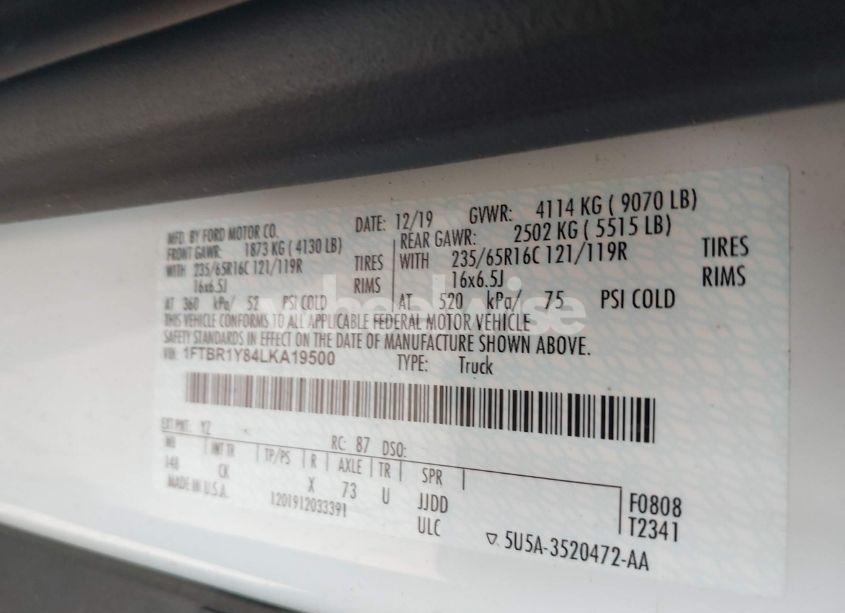 MFD. BY FORD MOTOR CO. DATE: 12/19 GVWR: 4114 KG ( 9070 LB)
FRONT GAWR: 1873 KG ( 4130 LB) REAR GAWR: 2502 KG ( 5515 LB)
WITH 235/65R16C 121/119R TIRES WITH 235/65R16C 121/119R TIRES
16x6.5J RIMS 16x6.5J RIMS
AT 360 kPa/ 52 PSI COLD AT 520 kPa/ 75 PSI COLD
THIS VEHICLE CONFORMS TO ALL APPLICABLE FEDERAL MOTOR VEHICLE
SAFETY STANDARDS IN EFFECT ON THE DATE OF MANUFACTURE SHOWN ABOVE.
VIN: 1FTBR1Y84LKA19500 TYPE: Truck
EXT PNT: YZ RC: 87 DSO:
WB INT TR TP/PS R AXLE TR SPR
148 CK X 73 U JJDD F0808
MADE IN U.S.A. 1201912033391 ULC T2341
5U5A-3520472-AA
wheelwise